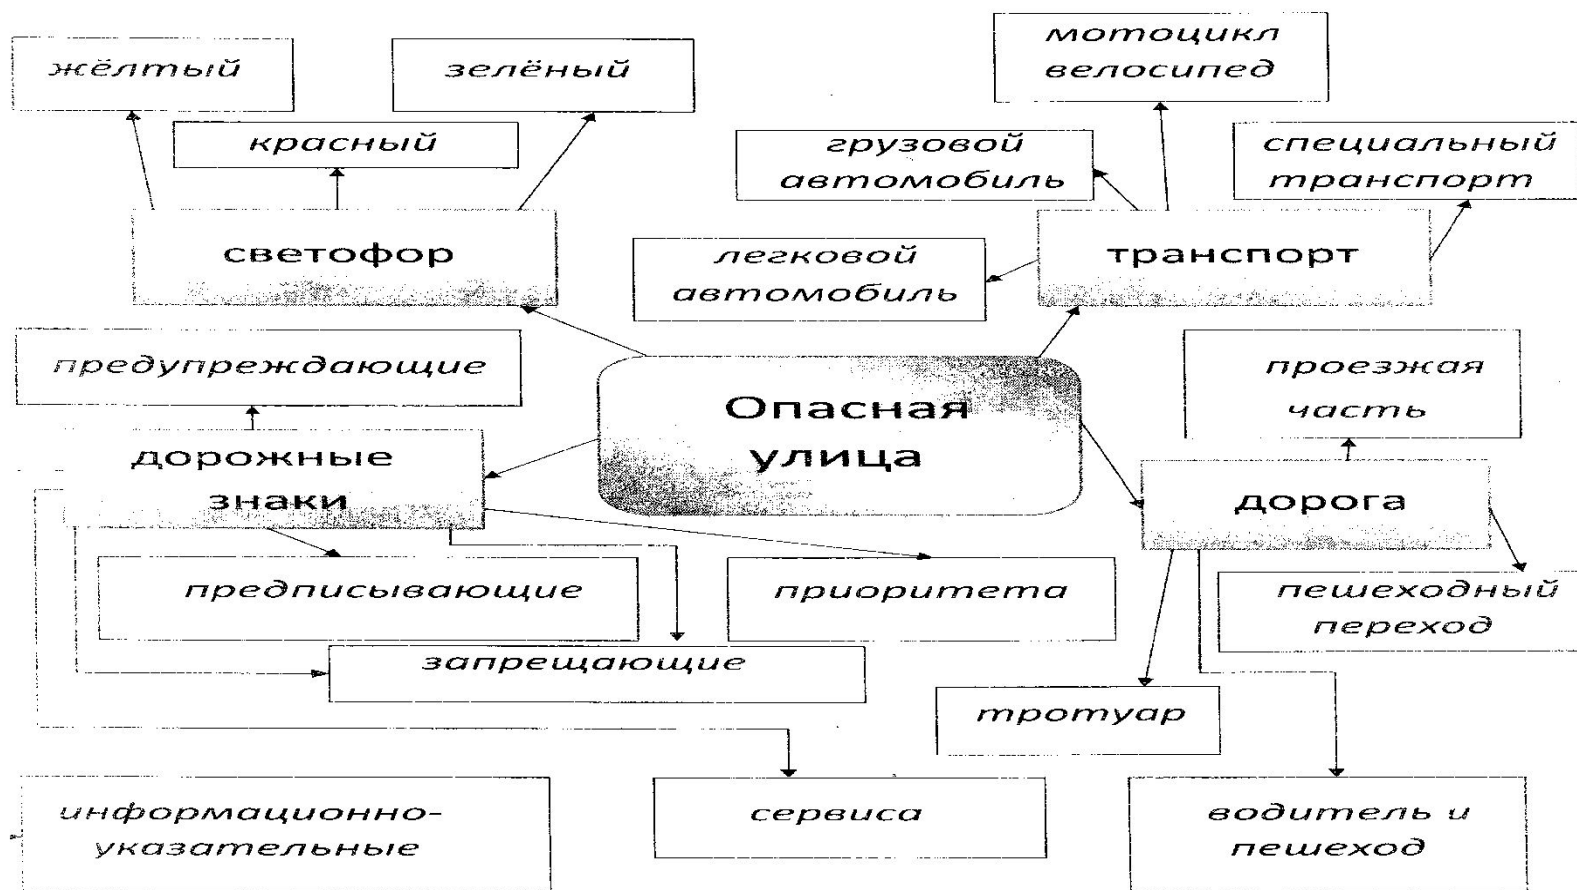 жёлтый
зелёный
красный
светофор
мотоцикл
велосипед
грузовой
автомобиль
специальный
транспорт
легковой
автомобиль
транспорт
предупреждающие
Опасная
улица
проезжая
часть
дорожные
знаки
дорога
предписывающие
приоритета
пешеходный
переход
запрещающие
тротуар
информационно-
указательные
сервиса
водитель и
пешеход